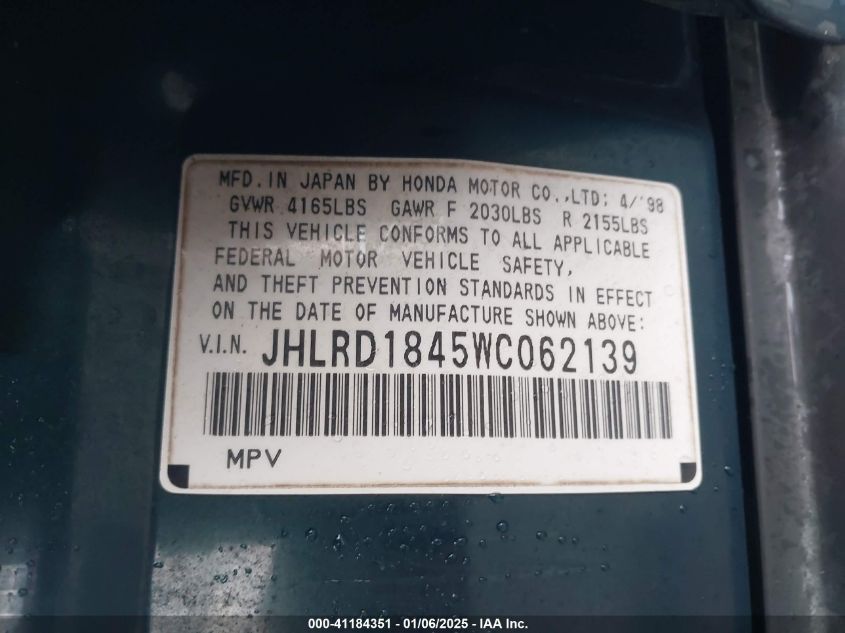 MFD. IN JAPAN BY HONDA MOTOR CO.,LTD; 4/'98
GVWR 4165LBS GAWR F 2030LBS R 2155LBS
THIS VEHICLE CONFORMS TO ALL APPLICABLE
FEDERAL MOTOR VEHICLE SAFETY,
AND THEFT PREVENTION STANDARDS IN EFFECT
ON THE DATE OF MANUFACTURE SHOWN ABOVE:
V.I.N. JHLRD1845WC062139
MPV
000-41184351 - 01/06/2025 - IAA Inc.